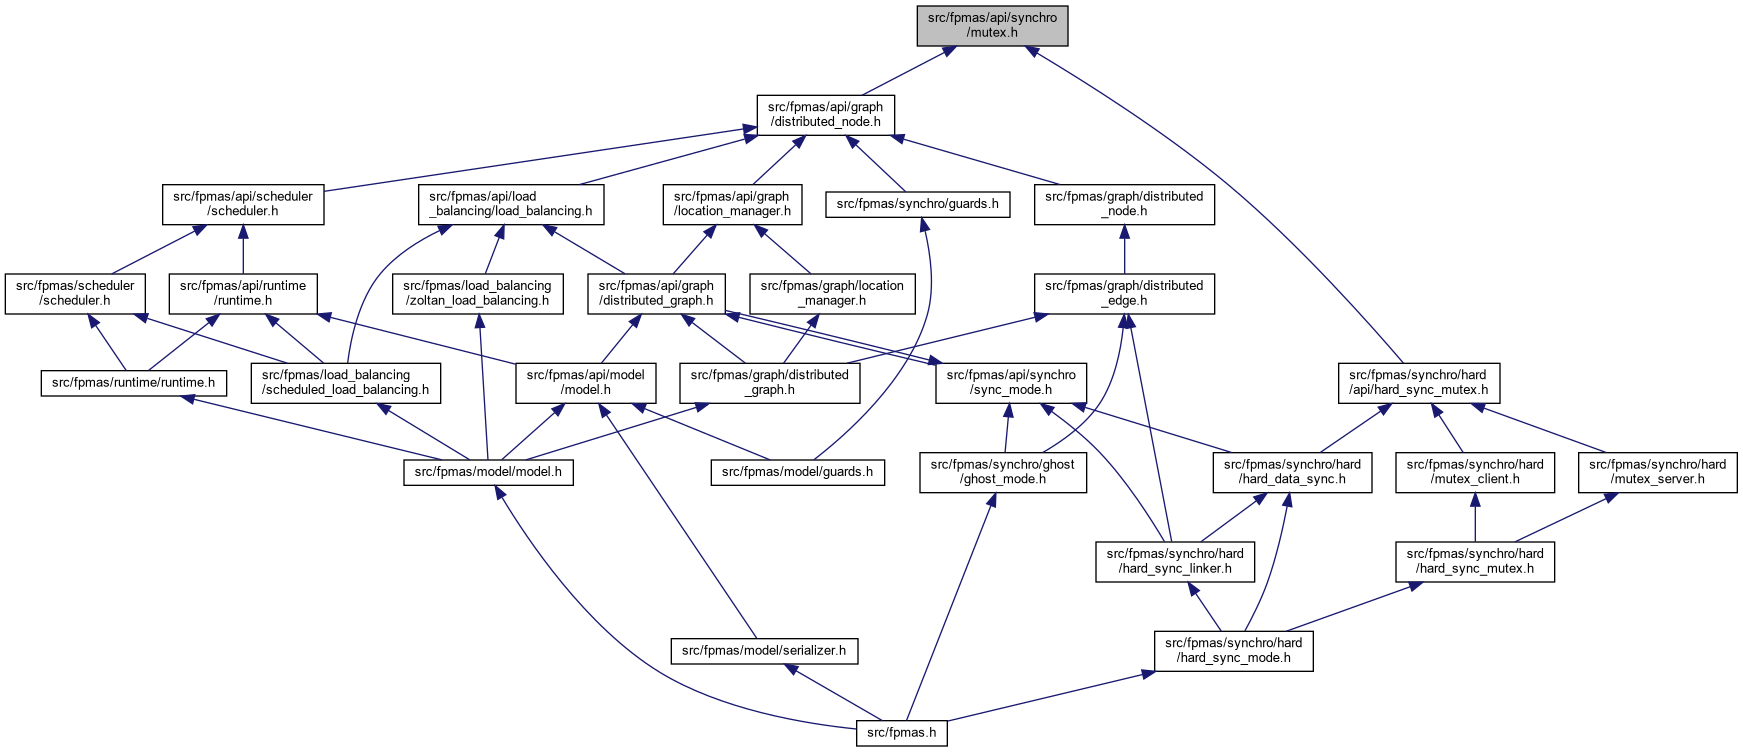 src/fpmas/api/synchro
/mutex.h
src/fpmas/api/graph
/distributed_node.h
src/fpmas/api/scheduler
/scheduler.h
src/fpmas/api/load
_balancing/load_balancing.h
src/fpmas/api/graph
/location_manager.h
src/fpmas/synchro/guards.h
src/fpmas/graph/distributed
_node.h
src/fpmas/scheduler
/scheduler.h
src/fpmas/api/runtime
/runtime.h
src/fpmas/load_balancing
/zoltan_load_balancing.h
src/fpmas/api/graph
/distributed_graph.h
src/fpmas/graph/location
_manager.h
src/fpmas/graph/distributed
_edge.h
src/fpmas/runtime/runtime.h
src/fpmas/load_balancing
/scheduled_load_balancing.h
src/fpmas/api/model
/model.h
src/fpmas/graph/distributed
_graph.h
src/fpmas/api/synchro
/sync_mode.h
src/fpmas/synchro/hard
/api/hard_sync_mutex.h
src/fpmas/model/model.h
src/fpmas/model/guards.h
src/fpmas/synchro/ghost
/ghost_mode.h
src/fpmas/synchro/hard
/hard_data_sync.h
src/fpmas/synchro/hard
/mutex_client.h
src/fpmas/synchro/hard
/mutex_server.h
src/fpmas/synchro/hard
/hard_sync_linker.h
src/fpmas/synchro/hard
/hard_sync_mutex.h
src/fpmas/model/serializer.h
src/fpmas/synchro/hard
/hard_sync_mode.h
src/fpmas.h